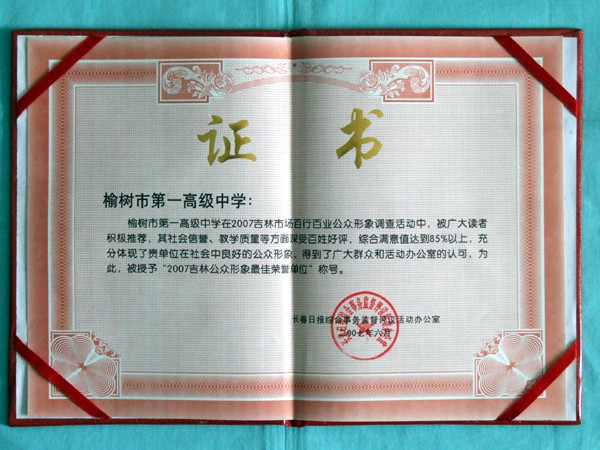 证书
榆树市第一高级中学：
榆树市第一高级中学在2007吉林市场百行百业公众形象调查活动中，被广大读者
积极推荐，其社会信誉、教学质量等方面深受百姓好评，综合满意值达到85%以上，充
分体现了贵单位在社会中良好的公众形象，得到了广大群众和活动办公室的认可，为
此，被授予“2007吉林公众形象最佳荣誉单位”称号。
长春日报综合事务监督评议活动办公室
二00七年六月